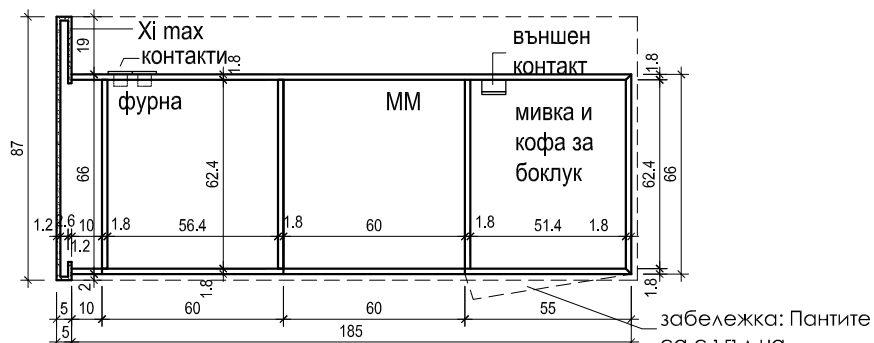 Xi max
контакти
външен
контакт
фурна
ММ
мивка и
кофа за
боклук
19
1.8
1.8
87
66
62.4
62.4
66
1.2
2.6
10
1.8
56.4
1.8
60
1.8
51.4
1.8
1.2
2
1.8
1.8
5
10
60
60
55
5
185
забележка: Пантите